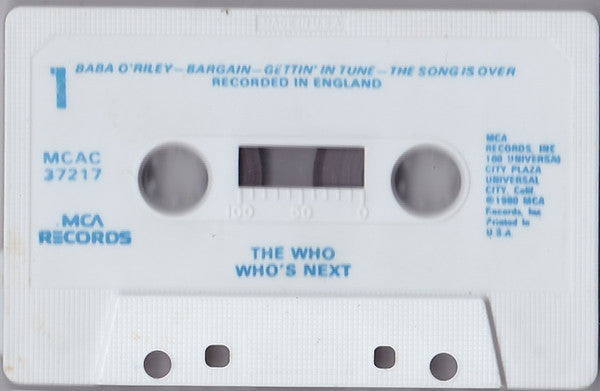 MADE IN U.S.A.
1
BABA O'RILEY – BARGAIN – GETTIN' IN TUNE – THE SONG IS OVER
RECORDED IN ENGLAND
MCAC
37217
MCA
RECORDS
100 50 0
MCA
RECORDS, INC
100 UNIVERSAL
CITY PLAZA
UNIVERSAL
CITY, Calif.
©1980 MCA
Records, Inc
Printed in
U.S.A.
THE WHO
WHO'S NEXT